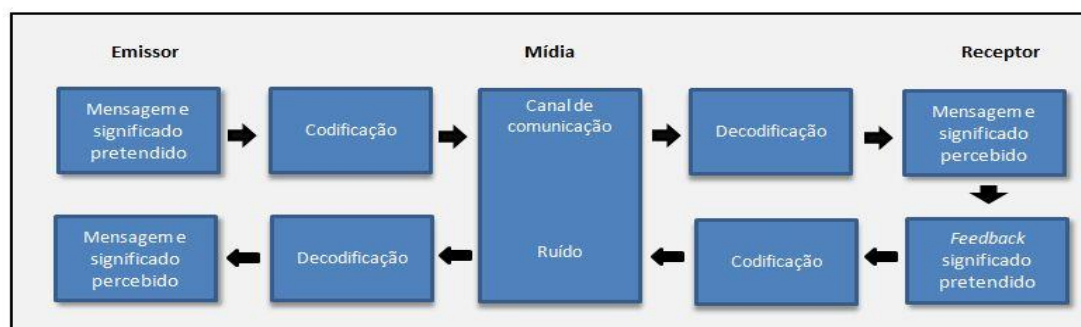 Emissor
Mídia
Receptor
Mensagem e
significado
pretendido
Codificação
Canal de
comunicação
Decodificação
Mensagem e
significado
percebido
Mensagem e
significado
percebido
Decodificação
Ruído
Codificação
Feedback
significado
pretendido